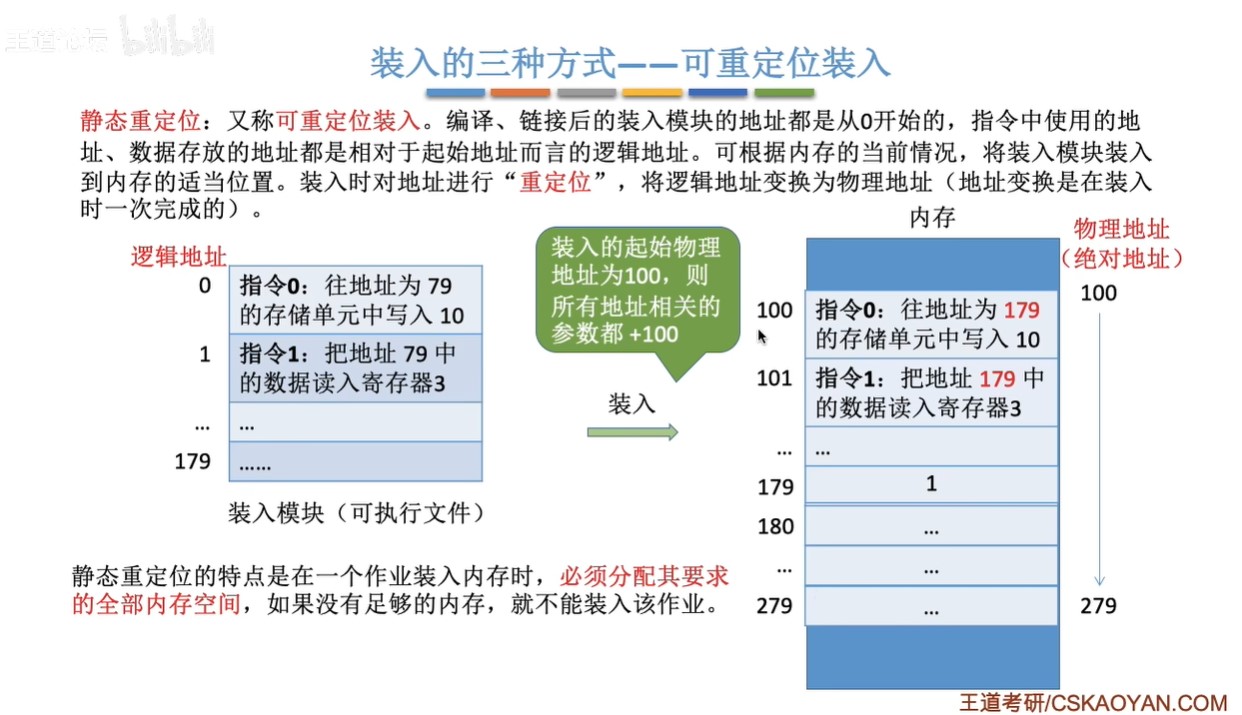 王道论坛 bilibili
装入的三种方式——可重定位装入
静态重定位：又称可重定位装入。编译、链接后的装入模块的地址都是从0开始的，指令中使用的地
址、数据存放的地址都是相对于起始地址而言的逻辑地址。可根据内存的当前情况，将装入模块装入
到内存的适当位置。装入时对地址进行“重定位”，将逻辑地址变换为物理地址（地址变换是在装入
时一次完成的）。
逻辑地址
0
指令0：往地址为 79
的存储单元中写入 10
1
指令1：把地址 79 中
的数据读入寄存器3
...
...
179
......
装入模块（可执行文件）
装入的起始物理
地址为100，则
所有地址相关的
参数都 +100
装入
内存
物理地址
（绝对地址）
100
指令0：往地址为 179
的存储单元中写入 10
101
指令1：把地址 179 中
的数据读入寄存器3
...
...
179
1
180
...
...
...
279
...
100
279
静态重定位的特点是在一个作业装入内存时，必须分配其要求
的全部内存空间，如果没有足够的内存，就不能装入该作业。
王道考研/CSKAOYAN.COM